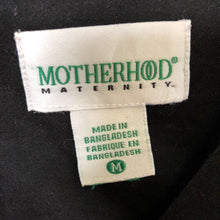 MOTHERHOOD®
MATERNITY®
MADE IN
BANGLADESH
FABRIQUE EN
BANGLADESH
M